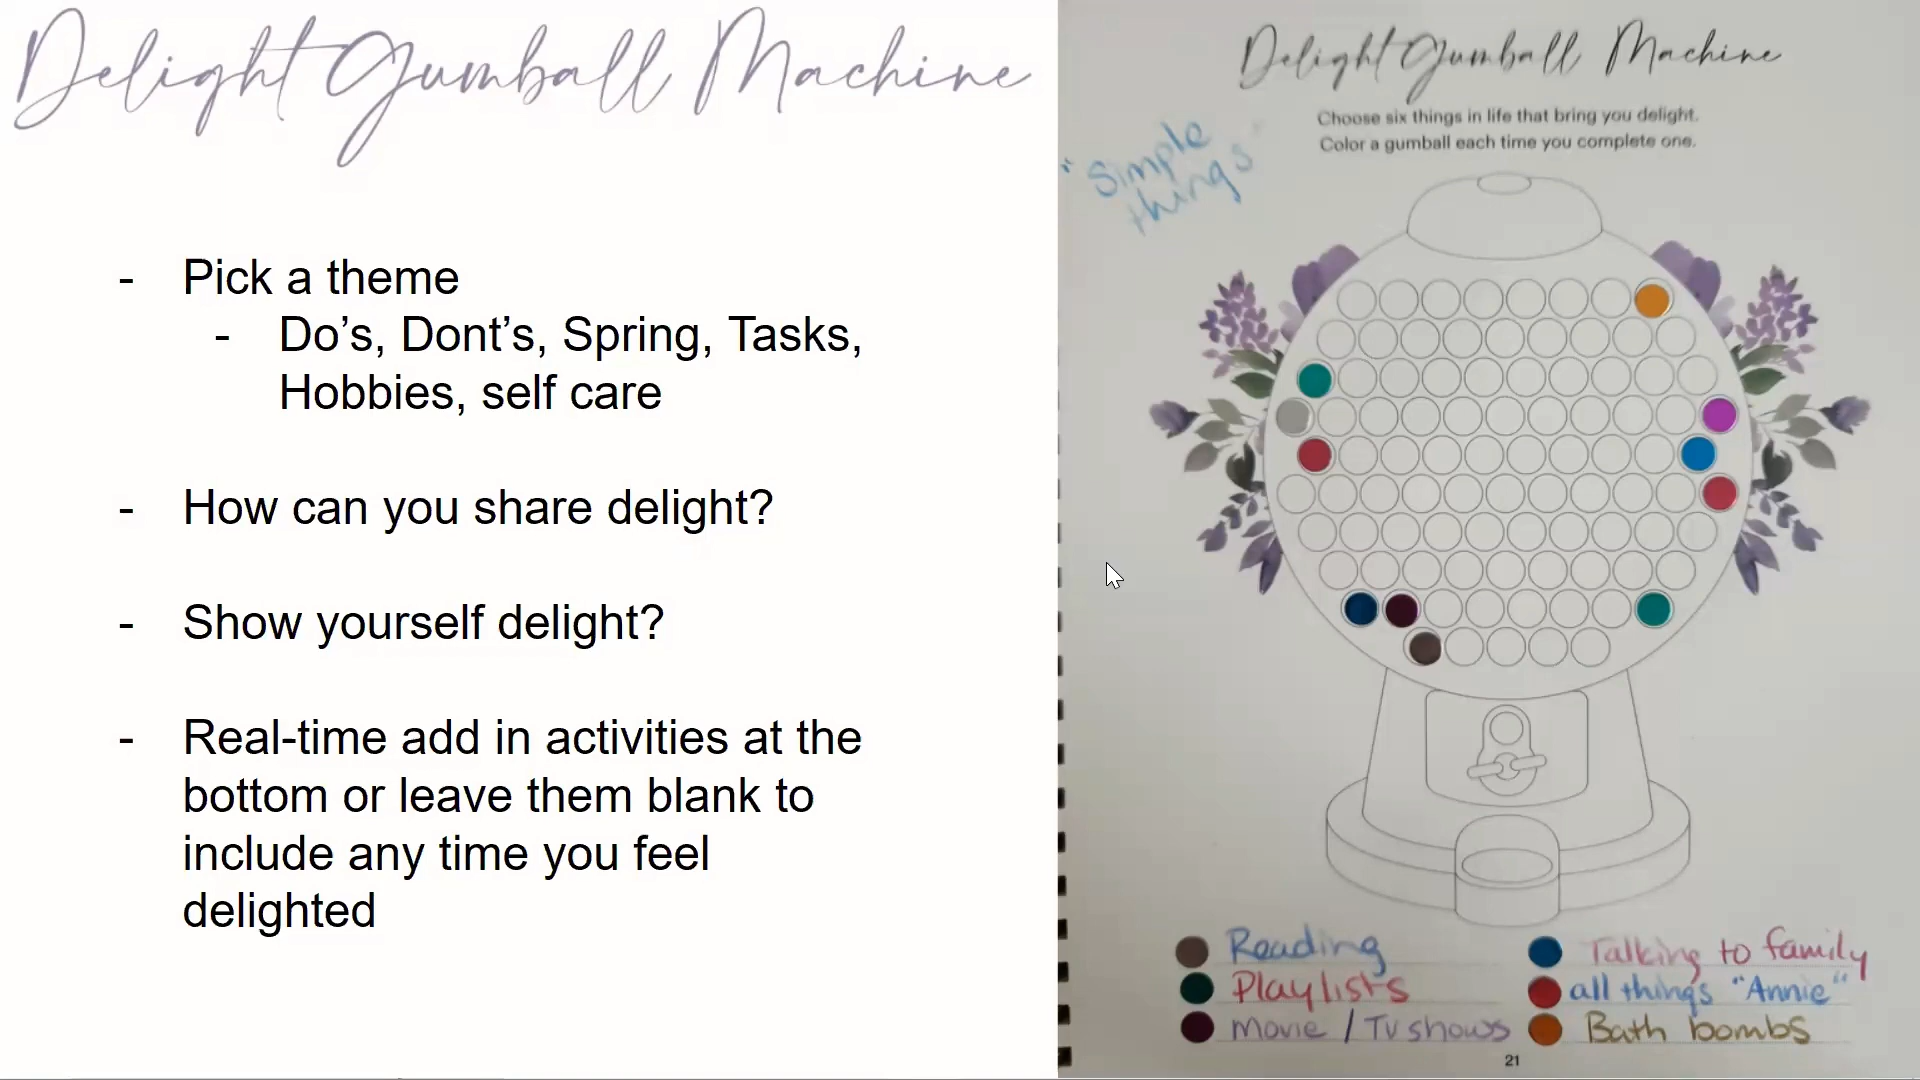 Delight Gumball Machine
- Pick a theme
- Do's, Dont's, Spring, Tasks,
Hobbies, self care
- How can you share delight?
- Show yourself delight?
- Real-time add in activities at the
bottom or leave them blank to
include any time you feel
delighted
Delight Gumball Machine
Choose six things in life that bring you delight.
Color a gumball each time you complete one.
"Simple
things"
Reading
Playlists
Movie / TV shows
Talking to family
all things "Annie"
Bath bombs
21